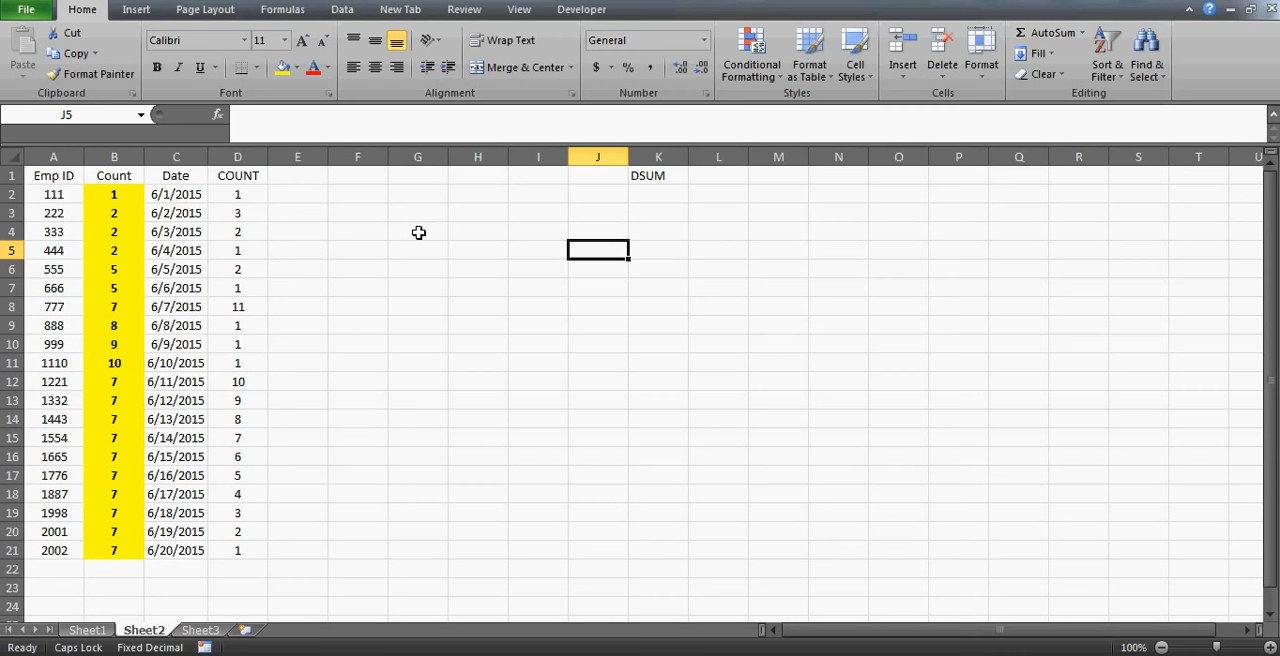 File Home Insert Page Layout Formulas Data New Tab Review View Developer
Paste Cut Calibri 11 A A Wrap Text General Conditional Formatting Format as Table Cell Styles Insert Delete Format Σ AutoSum Sort & Filter Find & Select
Copy Fill
Format Painter B I U A Merge & Center $ % , Clear
Clipboard Font Alignment Number Styles Cells Editing
J5 fx
A B C D E F G H I J K L M N O P Q R S T U
1 Emp ID Count Date COUNT DSUM
2 111 1 6/1/2015 1
3 222 2 6/2/2015 3
4 333 2 6/3/2015 2
5 444 2 6/4/2015 1
6 555 5 6/5/2015 2
7 666 5 6/6/2015 1
8 777 7 6/7/2015 11
9 888 8 6/8/2015 1
10 999 9 6/9/2015 1
11 1110 10 6/10/2015 1
12 1221 7 6/11/2015 10
13 1332 7 6/12/2015 9
14 1443 7 6/13/2015 8
15 1554 7 6/14/2015 7
16 1665 7 6/15/2015 6
17 1776 7 6/16/2015 5
18 1887 7 6/17/2015 4
19 1998 7 6/18/2015 3
20 2001 7 6/19/2015 2
21 2002 7 6/20/2015 1
22
23
24
Sheet1 Sheet2 Sheet3
Ready Caps Lock Fixed Decimal 100%